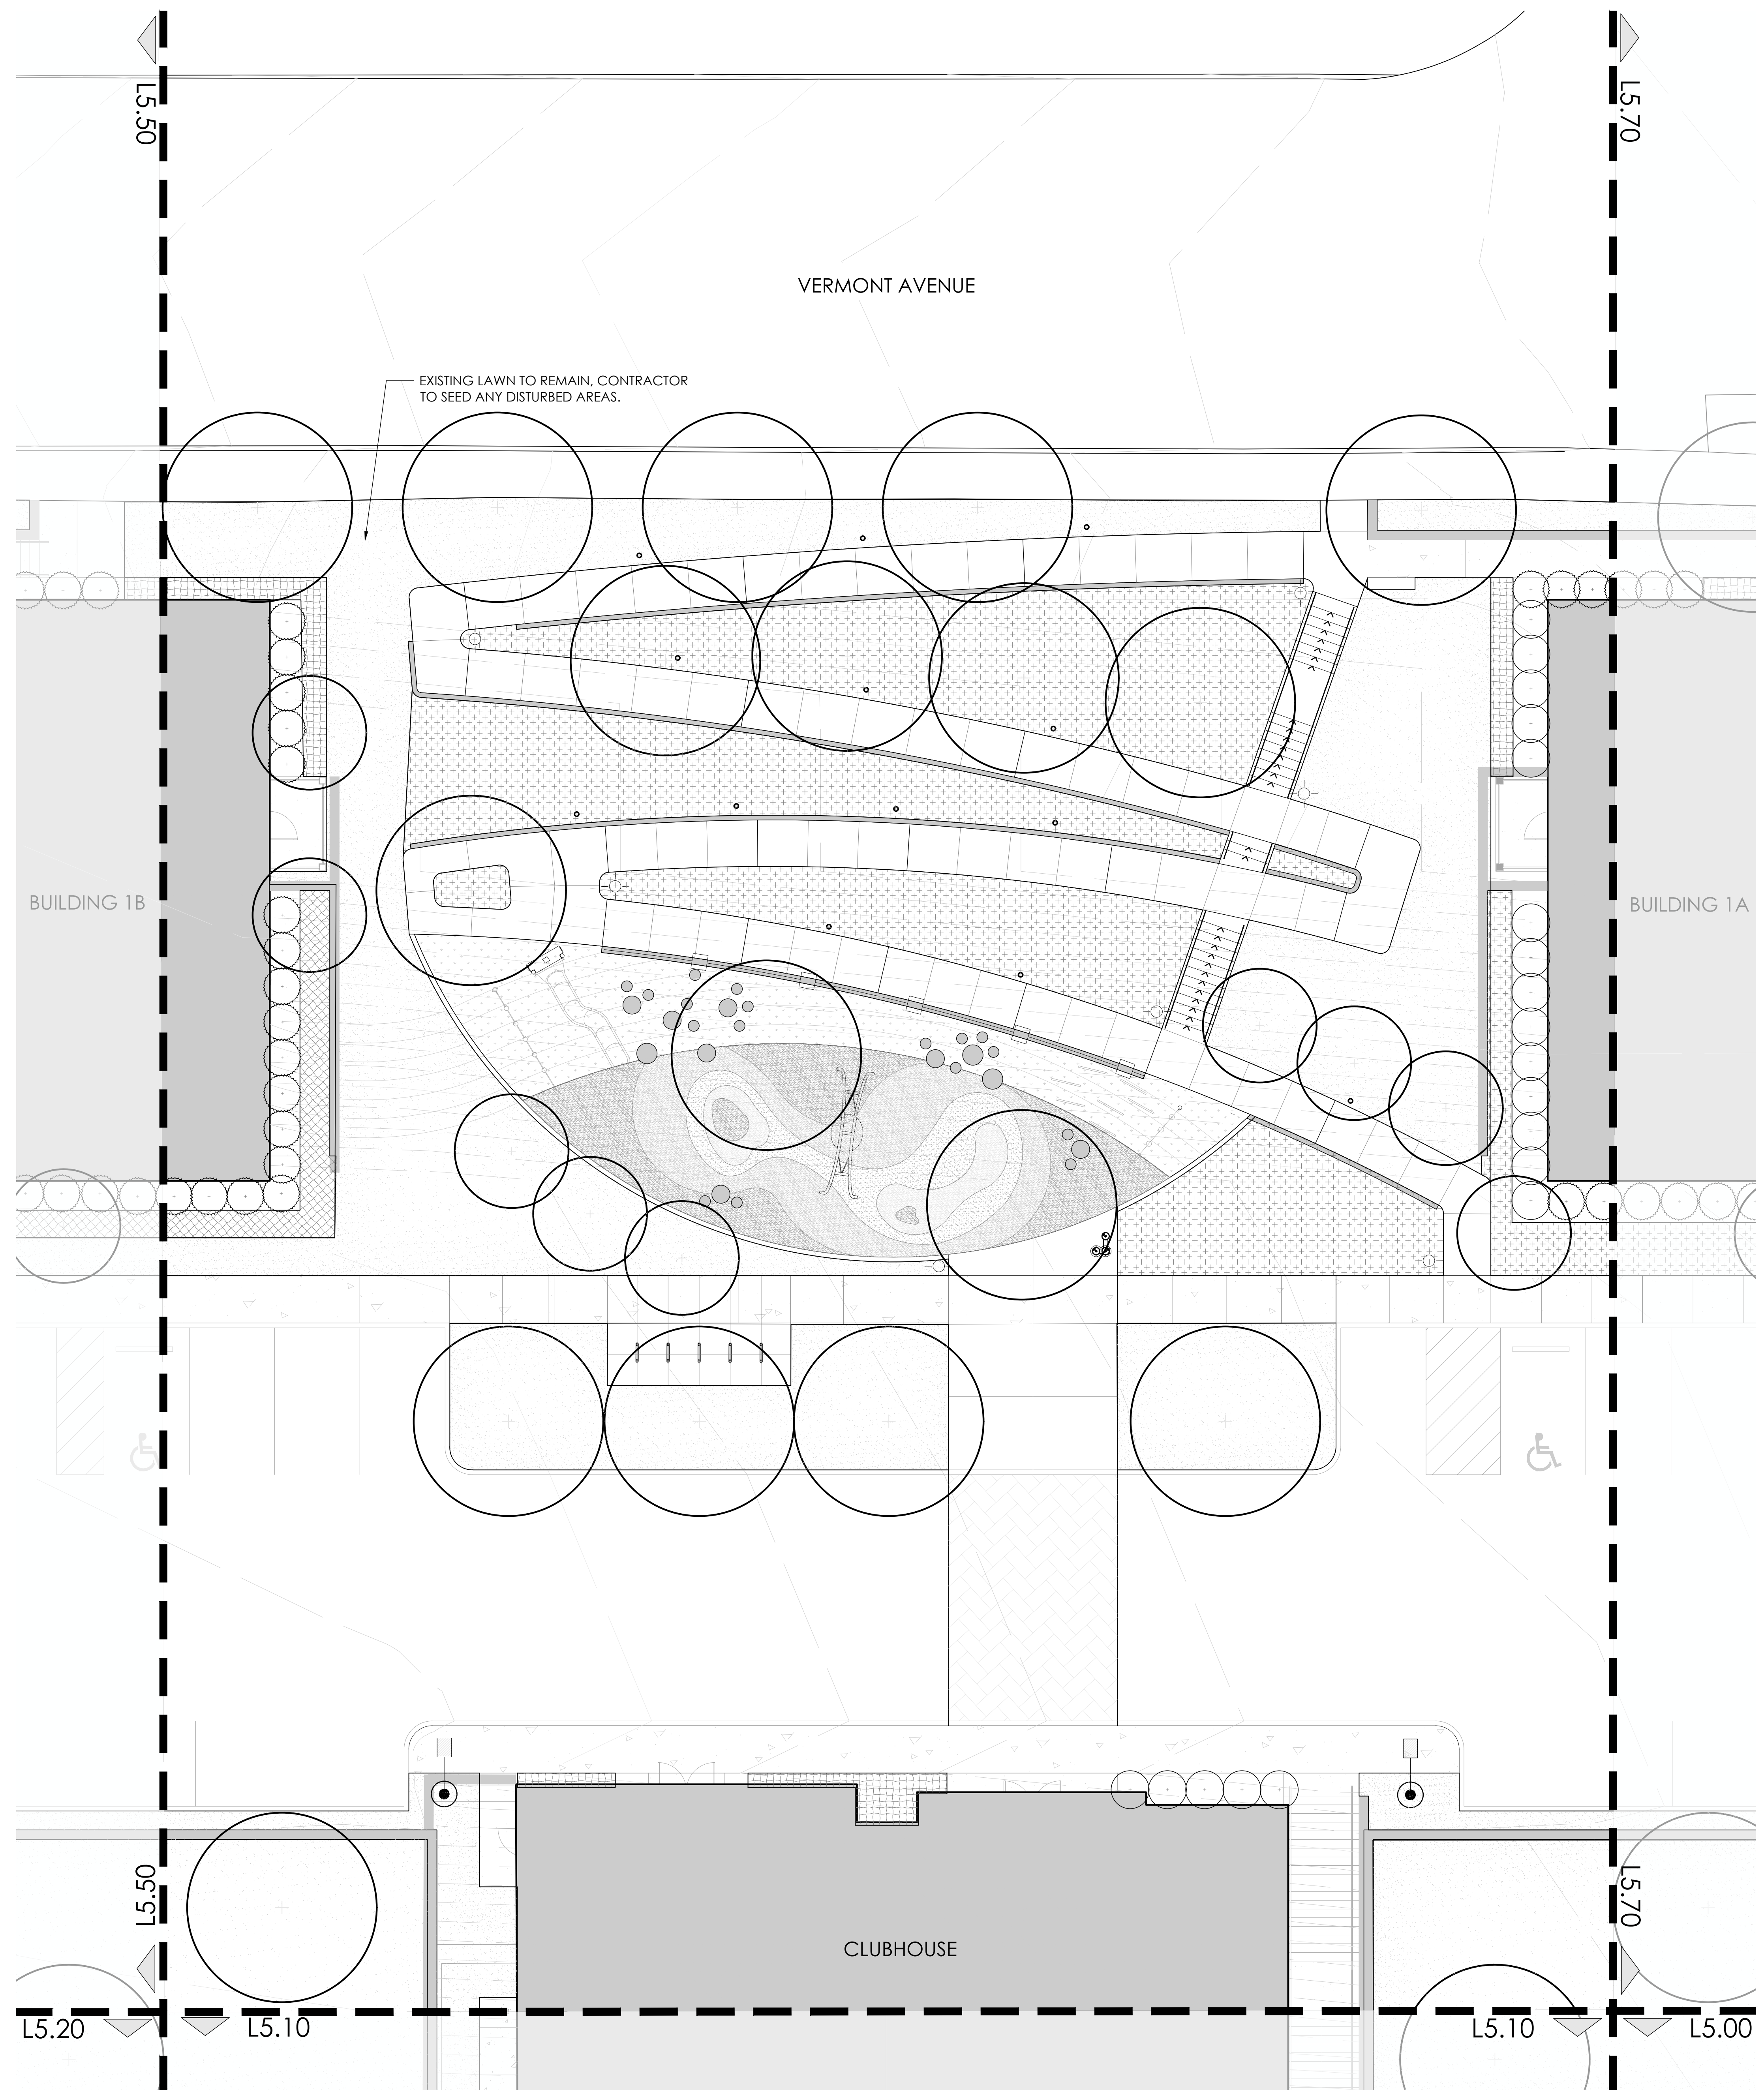 L5.50
L5.70
VERMONT AVENUE
EXISTING LAWN TO REMAIN, CONTRACTOR
TO SEED ANY DISTURBED AREAS.
BUILDING 1B
BUILDING 1A
L5.50
L5.70
CLUBHOUSE
L5.20
L5.10
L5.10
L5.00